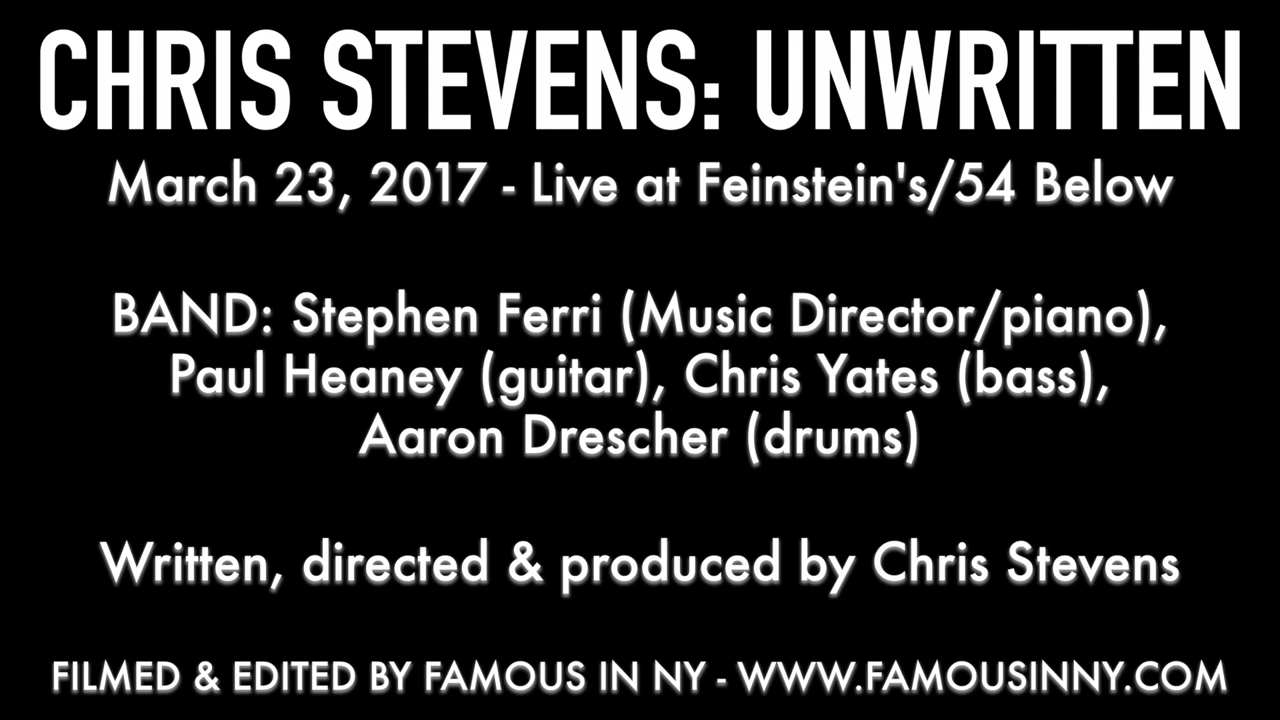 CHRIS STEVENS: UNWRITTEN
March 23, 2017 - Live at Feinstein's/54 Below
BAND: Stephen Ferri (Music Director/piano),
Paul Heaney (guitar), Chris Yates (bass),
Aaron Drescher (drums)
Written, directed & produced by Chris Stevens
FILMED & EDITED BY FAMOUS IN NY - WWW.FAMOUSINNY.COM